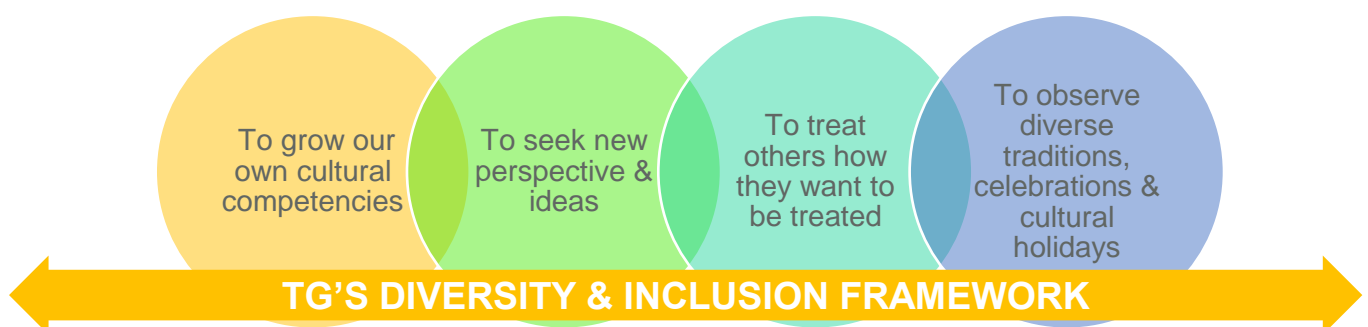 To grow our
own cultural
competencies
To seek new
perspective &
ideas
To treat
others how
they want to
be treated
To observe
diverse
traditions,
celebrations &
cultural
holidays
TG'S DIVERSITY & INCLUSION FRAMEWORK